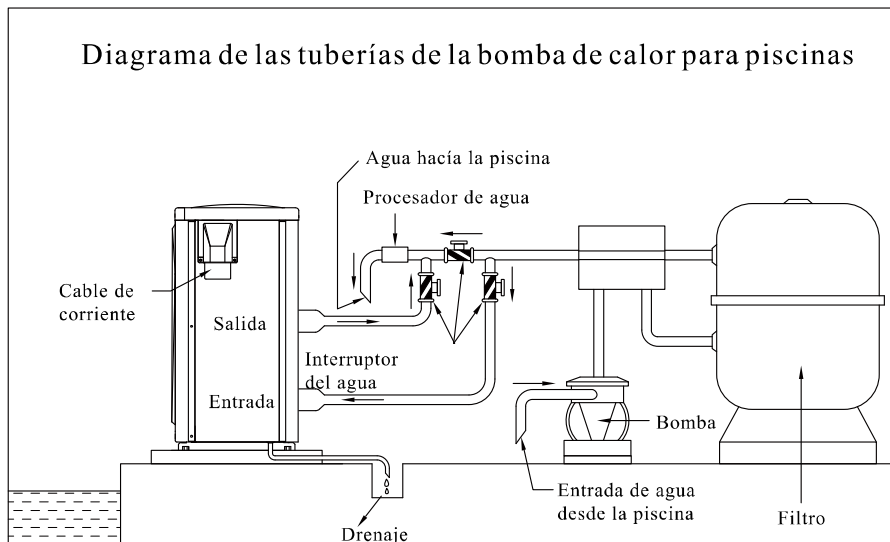 Diagrama de las tuberías de la bomba de calor para piscinas
Agua hacía la piscina
Procesador de agua
Cable de
corriente
Salida
Interruptor
del agua
Entrada
Bomba
Entrada de agua
desde la piscina
Filtro
Drenaje